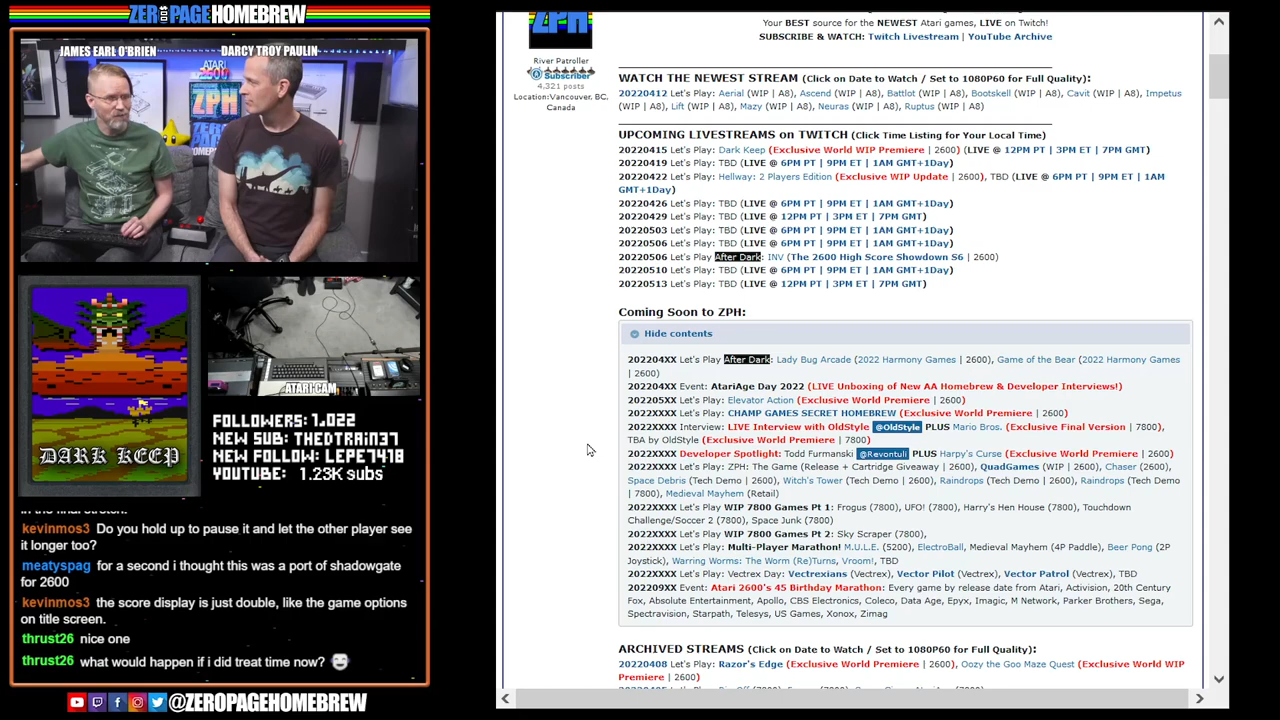 ZERO PAGE HOMEBREW
JAMES EARL O'BRIEN
DARCY TROY PAULIN
ATARI
2600
ZPH
ATARI CAM
DARK KEEP
FOLLOWERS: 1,022
NEW SUB: THEDTRAIN37
NEW FOLLOW: LEPE7418
YOUTUBE: 1.23K subs
in the final stretch.
kevinmos3 Do you hold up to pause it and let the other player see
it longer too?
meatyspag for a second i thought this was a port of shadowgate
for 2600
kevinmos3 the score display is just double, like the game options
on title screen.
thrust26 nice one
thrust26 what would happen if i did treat time now?
@ZEROPAGEHOMEBREW
ZPH
River Patroller
Subscriber
4,321 posts
Location:Vancouver, BC,
Canada
Your BEST source for the NEWEST Atari games, LIVE on Twitch!
SUBSCRIBE & WATCH: Twitch Livestream | YouTube Archive
WATCH THE NEWEST STREAM (Click on Date to Watch / Set to 1080P60 for Full Quality):
20220412 Let's Play: Aerial (WIP | A8), Ascend (WIP | A8), Battlot (WIP | A8), Bootskell (WIP | A8), Cavit (WIP | A8), Impetus
(WIP | A8), Lift (WIP | A8), Mazy (WIP | A8), Neuras (WIP | A8), Ruptus (WIP | A8)
UPCOMING LIVESTREAMS on TWITCH (Click Time Listing for Your Local Time)
20220415 Let's Play: Dark Keep (Exclusive World WIP Premiere | 2600) (LIVE @ 12PM PT | 3PM ET | 7PM GMT)
20220419 Let's Play: TBD (LIVE @ 6PM PT | 9PM ET | 1AM GMT+1Day)
20220422 Let's Play: Hellway: 2 Players Edition (Exclusive WIP Update | 2600), TBD (LIVE @ 6PM PT | 9PM ET | 1AM
GMT+1Day)
20220426 Let's Play: TBD (LIVE @ 6PM PT | 9PM ET | 1AM GMT+1Day)
20220429 Let's Play: TBD (LIVE @ 12PM PT | 3PM ET | 7PM GMT)
20220503 Let's Play: TBD (LIVE @ 6PM PT | 9PM ET | 1AM GMT+1Day)
20220506 Let's Play: TBD (LIVE @ 6PM PT | 9PM ET | 1AM GMT+1Day)
20220506 Let's Play After Dark: INV (The 2600 High Score Showdown S6 | 2600)
20220510 Let's Play: TBD (LIVE @ 6PM PT | 9PM ET | 1AM GMT+1Day)
20220513 Let's Play: TBD (LIVE @ 12PM PT | 3PM ET | 7PM GMT)
Coming Soon to ZPH:
Hide contents
202204XX Let's Play After Dark: Lady Bug Arcade (2022 Harmony Games | 2600), Game of the Bear (2022 Harmony Games
| 2600)
202204XX Event: AtariAge Day 2022 (LIVE Unboxing of New AA Homebrew & Developer Interviews!)
202205XX Let's Play: Elevator Action (Exclusive World Premiere | 2600)
2022XXXX Let's Play: CHAMP GAMES SECRET HOMEBREW (Exclusive World Premiere | 2600)
2022XXXX Interview: LIVE Interview with OldStyle @OldStyle PLUS Mario Bros. (Exclusive Final Version | 7800),
TBA by OldStyle (Exclusive World Premiere | 7800)
2022XXXX Developer Spotlight: Todd Furmanski @Revontuli PLUS Harpy's Curse (Exclusive World Premiere | 2600)
2022XXXX Let's Play: ZPH: The Game (Release + Cartridge Giveaway | 2600), QuadGames (WIP | 2600), Chaser (2600),
Space Debris (Tech Demo | 2600), Witch's Tower (Tech Demo | 2600), Raindrops (Tech Demo | 2600), Raindrops (Tech Demo
| 7800), Medieval Mayhem (Retail)
2022XXXX Let's Play: WIP 7800 Games Pt 1: Frogus (7800), UFO! (7800), Harry's Hen House (7800), Touchdown
Challenge/Soccer 2 (7800), Space Junk (7800)
2022XXXX Let's Play: WIP 7800 Games Pt 2: Sky Scraper (7800),
2022XXXX Let's Play: Multi-Player Marathon! M.U.L.E. (5200), ElectroBall, Medieval Mayhem (4P Paddle), Beer Pong (2P
Joystick), Warring Worms: The Worm (Re)Turns, Vroom!, TBD
2022XXXX Let's Play: Vectrex Day: Vectrexians (Vectrex), Vector Pilot (Vectrex), Vector Patrol (Vectrex), TBD
202209XX Event: Atari 2600's 45 Birthday Marathon: Every game by release date from Atari, Activision, 20th Century
Fox, Absolute Entertainment, Apollo, CBS Electronics, Coleco, Data Age, Epyx, Imagic, M Network, Parker Brothers, Sega,
Spectravision, Starpath, Telesys, US Games, Xonox, Zimag
ARCHIVED STREAMS (Click on Date to Watch / Set to 1080P60 for Full Quality):
20220408 Let's Play: Razor's Edge (Exclusive World Premiere | 2600), Oozy the Goo Maze Quest (Exclusive World WIP
Premiere | 2600)